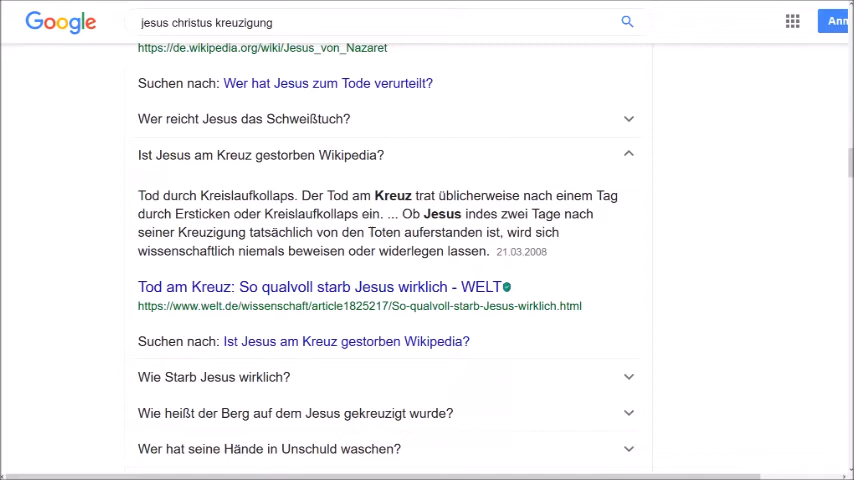 Google
jesus christus kreuzigung
https://de.wikipedia.org/wiki/Jesus_von_Nazaret
Suchen nach: Wer hat Jesus zum Tode verurteilt?
Wer reicht Jesus das Schweißtuch?
Ist Jesus am Kreuz gestorben Wikipedia?
Tod durch Kreislaufkollaps. Der Tod am Kreuz trat üblicherweise nach einem Tag
durch Ersticken oder Kreislaufkollaps ein. ... Ob Jesus indes zwei Tage nach
seiner Kreuzigung tatsächlich von den Toten auferstanden ist, wird sich
wissenschaftlich niemals beweisen oder widerlegen lassen. 21.03.2008
Tod am Kreuz: So qualvoll starb Jesus wirklich - WELT
https://www.welt.de/wissenschaft/article1825217/So-qualvoll-starb-Jesus-wirklich.html
Suchen nach: Ist Jesus am Kreuz gestorben Wikipedia?
Wie Starb Jesus wirklich?
Wie heißt der Berg auf dem Jesus gekreuzigt wurde?
Wer hat seine Hände in Unschuld waschen?